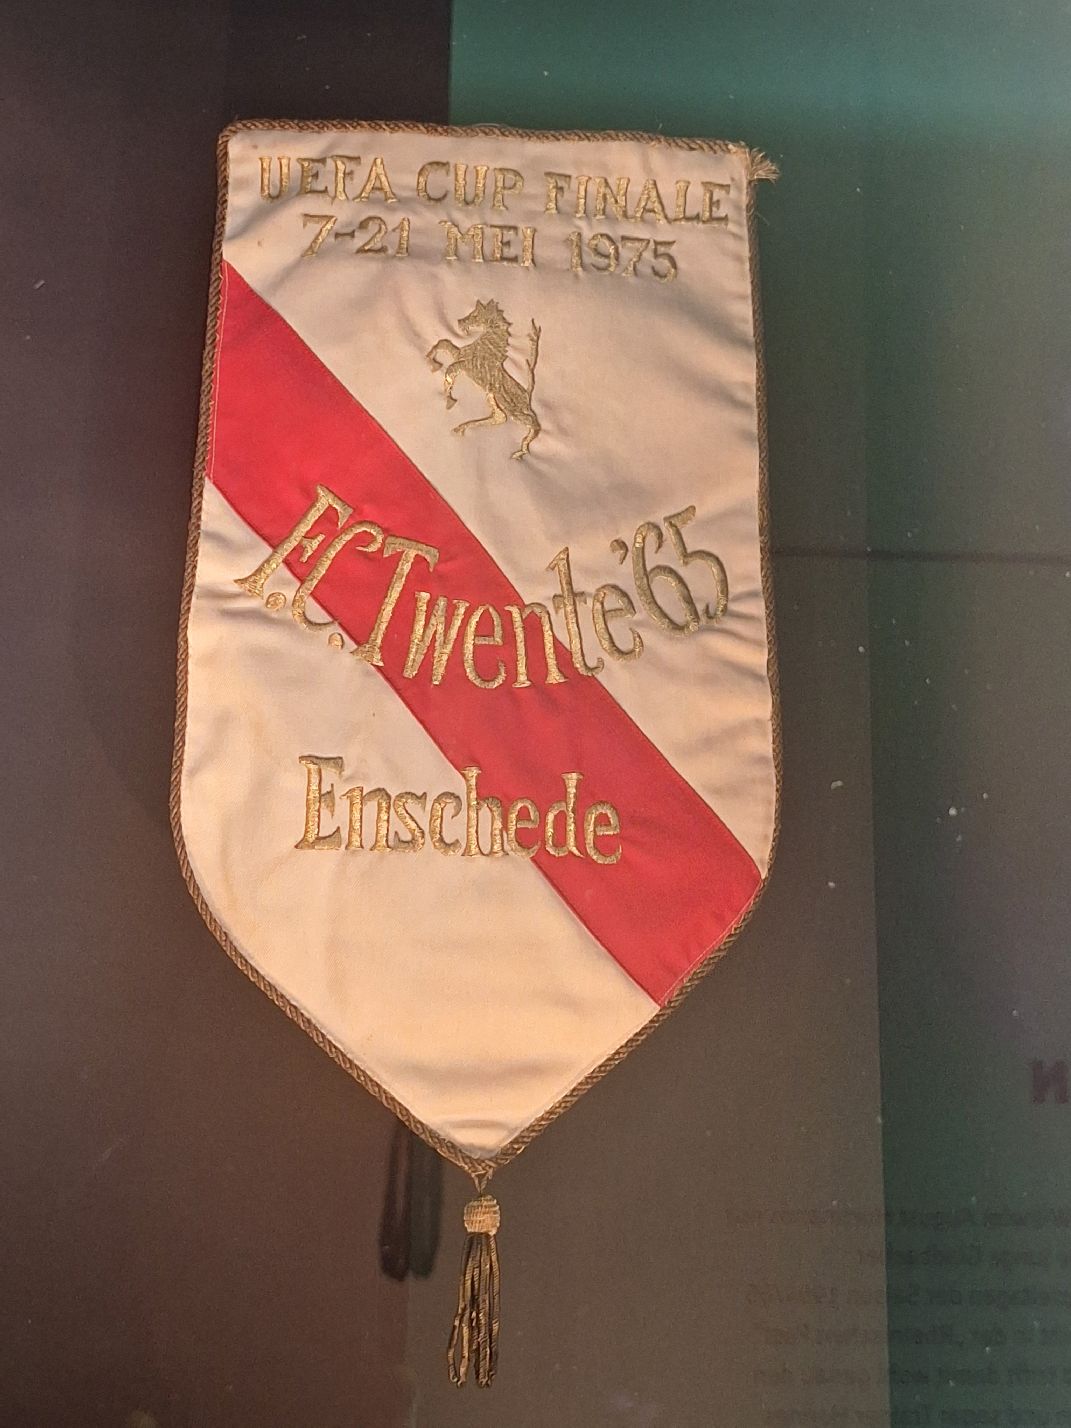 UEFA CUP FINALE
7-21 MEI 1975
F.C. Twente '65
Enschede